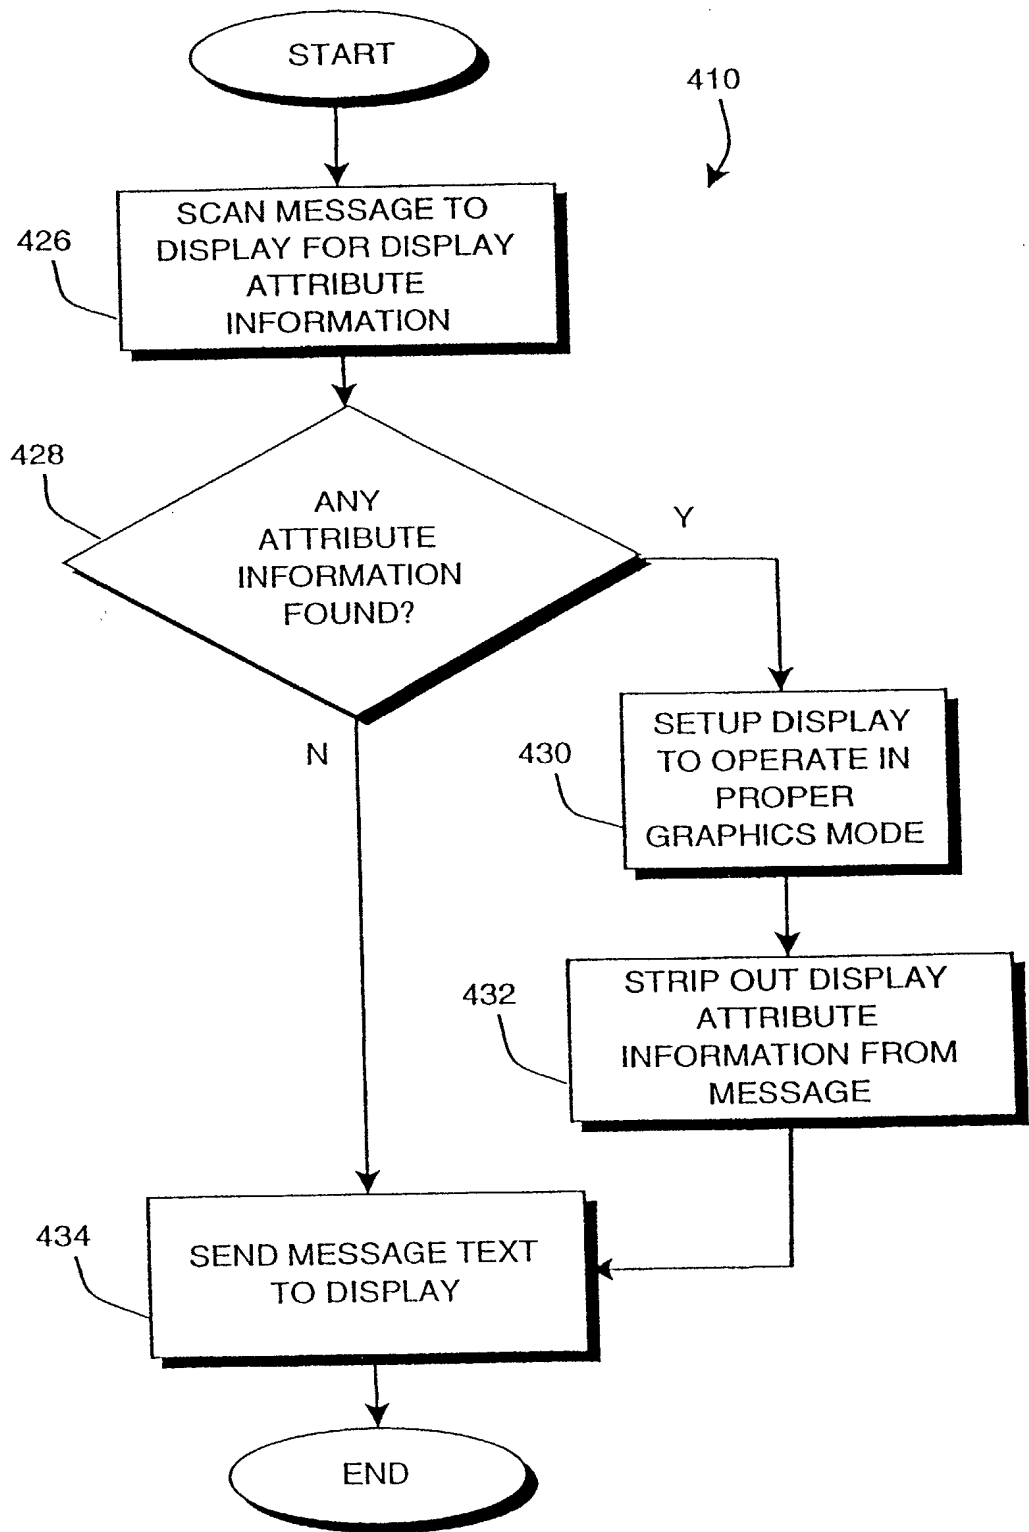 START
410
SCAN MESSAGE TO
DISPLAY FOR DISPLAY
ATTRIBUTE
INFORMATION
426
428
ANY
ATTRIBUTE
INFORMATION
FOUND?
Y
N
430
SETUP DISPLAY
TO OPERATE IN
PROPER
GRAPHICS MODE
432
STRIP OUT DISPLAY
ATTRIBUTE
INFORMATION FROM
MESSAGE
434
SEND MESSAGE TEXT
TO DISPLAY
END